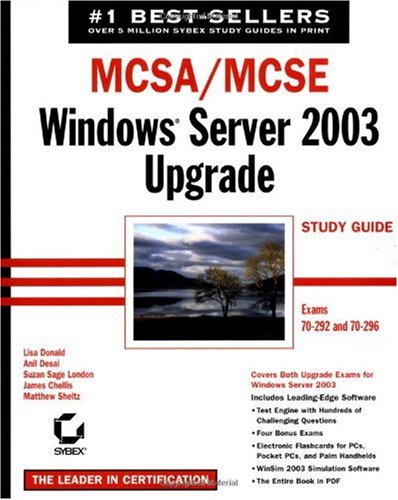 #1 BEST SELLERS
OVER 5 MILLION SYBEX STUDY GUIDES IN PRINT
MCSA/MCSE
Windows® Server 2003
Upgrade
STUDY GUIDE
Exams
70-292 and 70-296
Lisa Donald
Anil Desai
Suzan Sage London
James Chellis
Matthew Sheltz
Covers Both Upgrade Exams for
Windows Server 2003
Includes Leading-Edge Software
• Test Engine with Hundreds of
Challenging Questions
• Four Bonus Exams
• Electronic Flashcards for PCs,
Pocket PCs, and Palm Handhelds
• WinSim 2003 Simulation Software
• The Entire Book in PDF
SYBEX®
THE LEADER IN CERTIFICATION